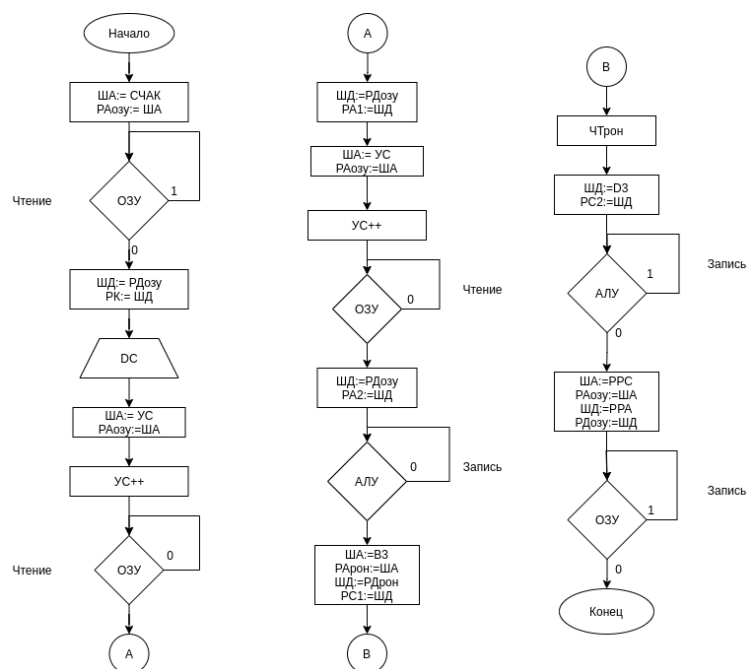 Начало
ША:= СЧАК
РАозу:= ША
Чтение
ОЗУ
1
0
ШД:= РДозу
РК:= ШД
DC
ША:= УС
РАозу:=ША
УС++
Чтение
ОЗУ
0
А
А
ШД:=РДозу
РА1:=ШД
ША:= УС
РАозу:=ША
УС++
ОЗУ
0
Чтение
ШД:=РДозу
РА2:=ШД
АЛУ
0
Запись
ША:=В3
РАрон:=ША
ШД:=РДрон
РС1:=ШД
В
В
ЧТрон
ШД:=D3
РС2:=ШД
АЛУ
1
0
Запись
ША:=РРС
РАозу:=ША
ШД:=РРА
РДозу:=ШД
ОЗУ
1
0
Запись
Конец